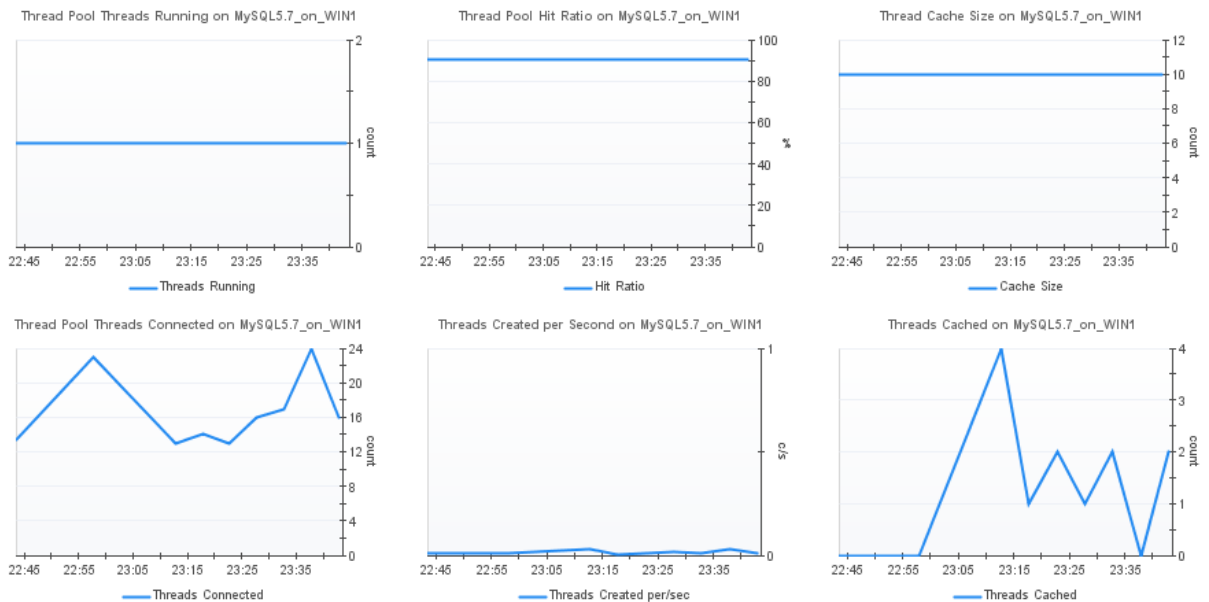 Thread Pool Threads Running on MySQL5.7_on_WIN1
2
1
0
count
22:45 22:55 23:05 23:15 23:25 23:35
Threads Running
Thread Pool Hit Ratio on MySQL5.7_on_WIN1
100
80
60
40
20
0
%
22:45 22:55 23:05 23:15 23:25 23:35
Hit Ratio
Thread Cache Size on MySQL5.7_on_WIN1
12
10
8
6
4
2
0
count
22:45 22:55 23:05 23:15 23:25 23:35
Cache Size
Thread Pool Threads Connected on MySQL5.7_on_WIN1
24
20
16
12
8
4
0
count
22:45 22:55 23:05 23:15 23:25 23:35
Threads Connected
Threads Created per Second on MySQL5.7_on_WIN1
1
0
c/s
22:45 22:55 23:05 23:15 23:25 23:35
Threads Created per/sec
Threads Cached on MySQL5.7_on_WIN1
4
3
2
1
0
count
22:45 22:55 23:05 23:15 23:25 23:35
Threads Cached